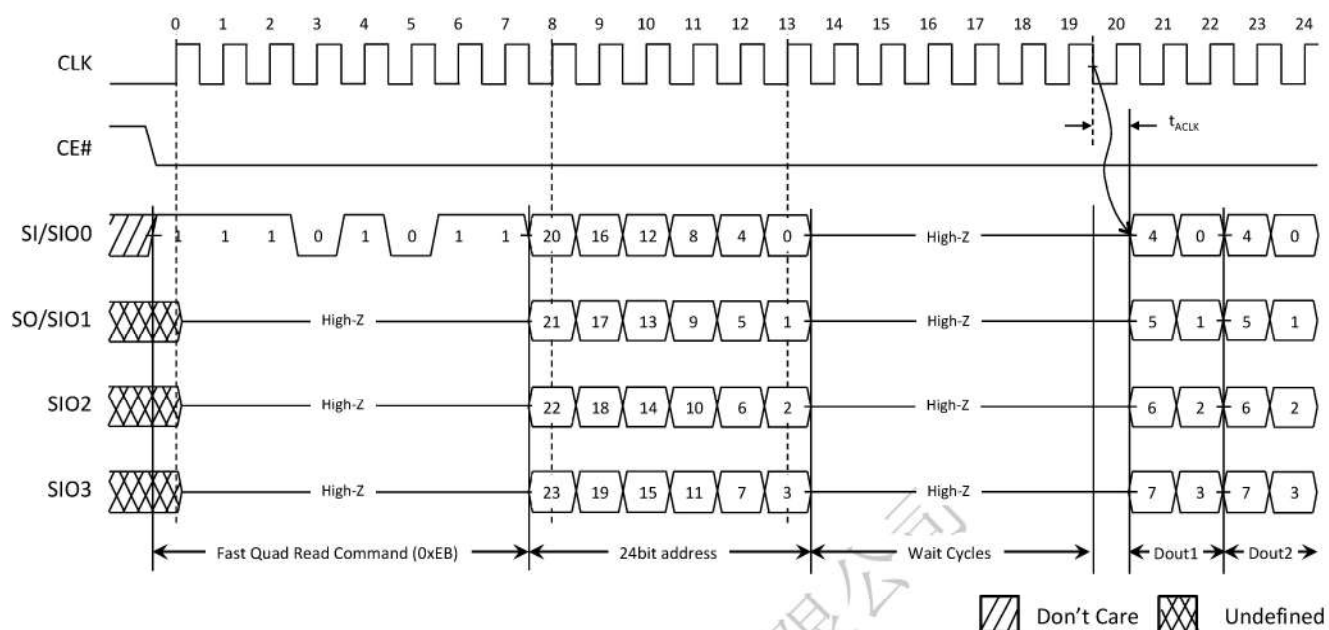 0 1 2 3 4 5 6 7 8 9 10 11 12 13 14 15 16 17 18 19 20 21 22 23 24
CLK
CE#
tACLK
SI/SIO0 1 1 1 0 1 0 1 1 20 16 12 8 4 0 High-Z 4 0 4 0
SO/SIO1 High-Z 21 17 13 9 5 1 High-Z 5 1 5 1
SIO2 High-Z 22 18 14 10 6 2 High-Z 6 2 6 2
SIO3 High-Z 23 19 15 11 7 3 High-Z 7 3 7 3
Fast Quad Read Command (0xEB) 24bit address Wait Cycles Dout1 Dout2
限公司
Don't Care Undefined